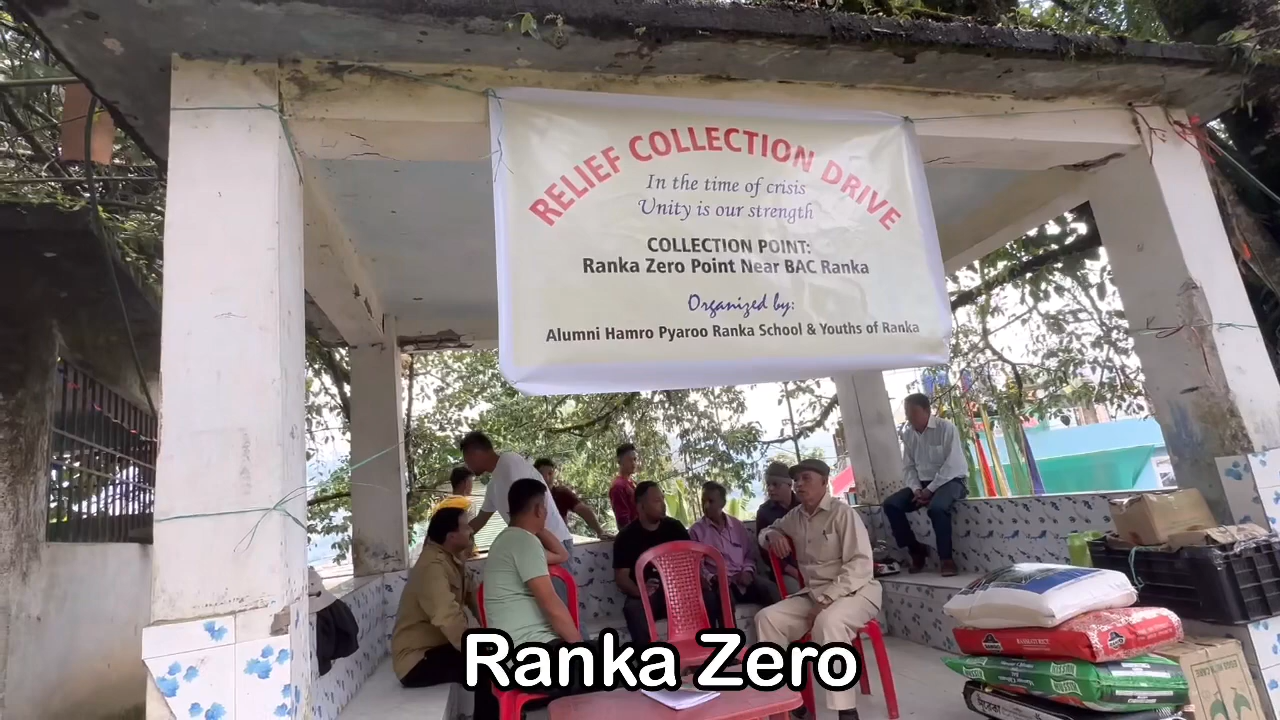 RELIEF COLLECTION DRIVE
In the time of crisis
Unity is our strength
COLLECTION POINT:
Ranka Zero Point Near BAC Ranka
Organized by:
Alumni Hamro Pyaroo Ranka School & Youths of Ranka
Ranka Zero